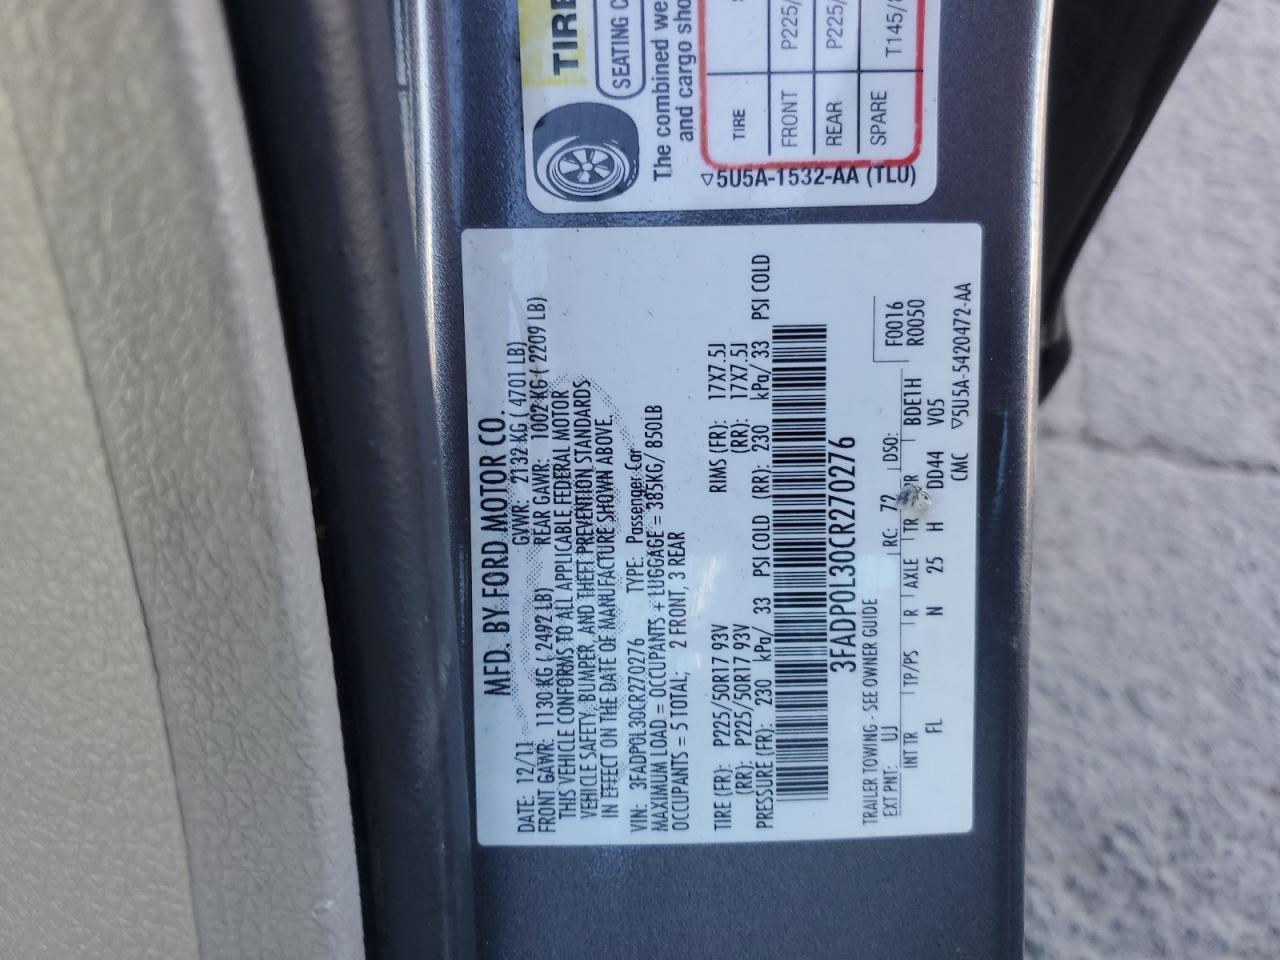 TIRE
SEATING C
The combined we
and cargo sho
TIRE
FRONT P225/
REAR P225/
SPARE T145/
▽5U5A-1532-AA (TLU)
MFD. BY FORD MOTOR CO.
DATE: 12/11 GVWR: 2132 KG ( 4701 LB)
FRONT GAWR: 1130 KG ( 2492 LB) REAR GAWR: 1002 KG ( 2209 LB)
THIS VEHICLE CONFORMS TO ALL APPLICABLE FEDERAL MOTOR
VEHICLE SAFETY, BUMPER, AND THEFT PREVENTION STANDARDS
IN EFFECT ON THE DATE OF MANUFACTURE SHOWN ABOVE.
VIN: 3FADP0L30CR270276 TYPE: Passenger Car
MAXIMUM LOAD = OCCUPANTS + LUGGAGE = 385KG/ 850LB
OCCUPANTS = 5 TOTAL; 2 FRONT, 3 REAR
TIRE (FR): P225/50R17 93V RIMS (FR): 17X7.5J
(RR): P225/50R17 93V (RR): 17X7.5J
PRESSURE (FR): 230 kPa/ 33 PSI COLD (RR): 230 kPa/ 33 PSI COLD
3FADP0L30CR270276
TRAILER TOWING - SEE OWNER GUIDE
EXT PNT: UJ RC: 72 DSO: F0016
INT TR TP/PS R AXLE TR BDE1H R0050
FL N 25 H DD44 V05
CMC ▽5U5A-5420472-AA